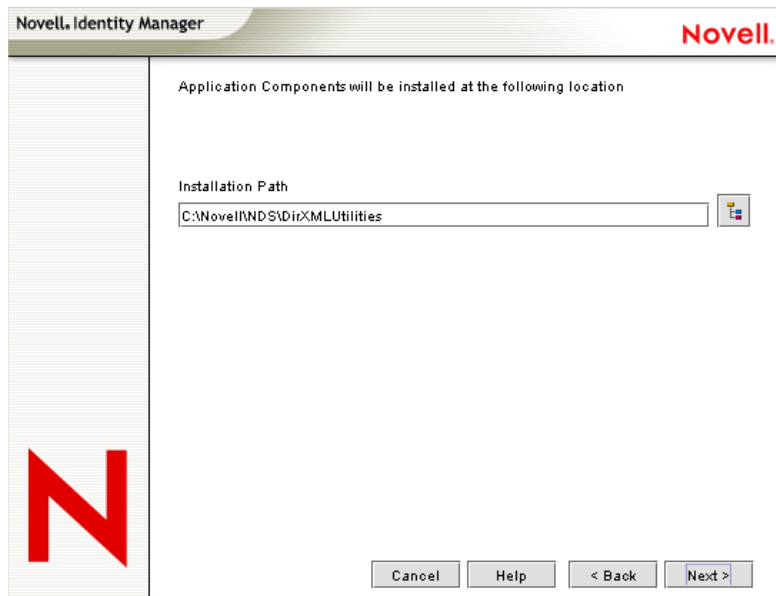 Novell. Identity Manager
Novell.
Application Components will be installed at the following location
Installation Path
C:\Novell\NDS\DirXMLUtilities
N
Cancel Help < Back Next >